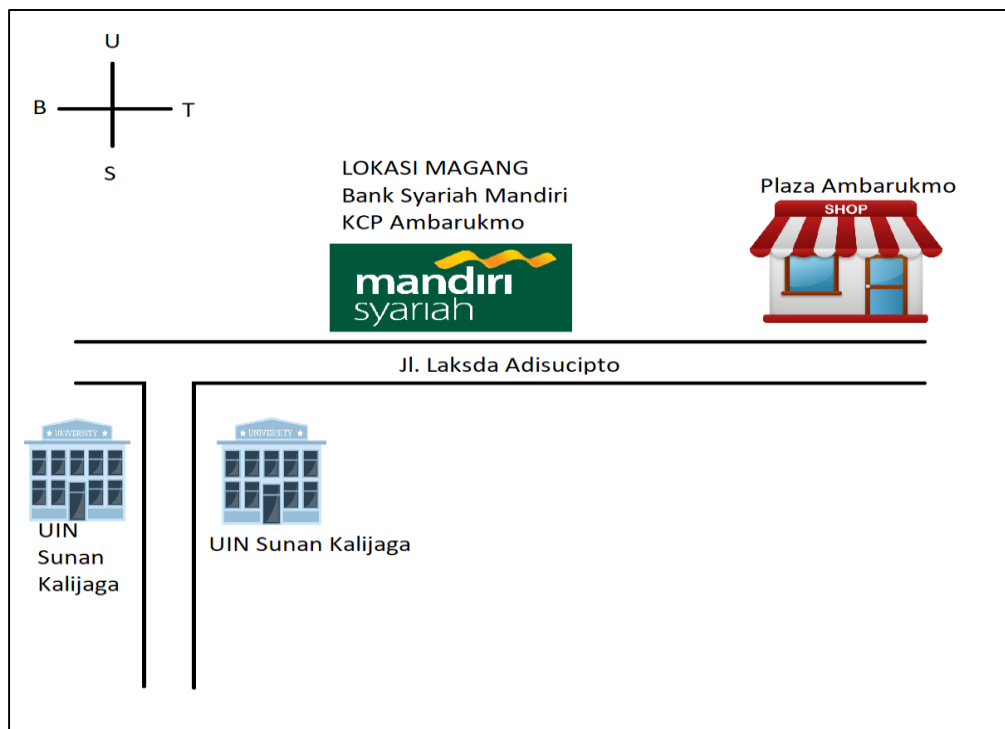 U
B
T
S
LOKASI MAGANG
Bank Syariah Mandiri
KCP Ambarukmo
mandiri
syariah
Plaza Ambarukmo
SHOP
Jl. Laksda Adisucipto
★ UNIVERSITY ★
UIN
Sunan
Kalijaga
★ UNIVERSITY ★
UIN Sunan Kalijaga